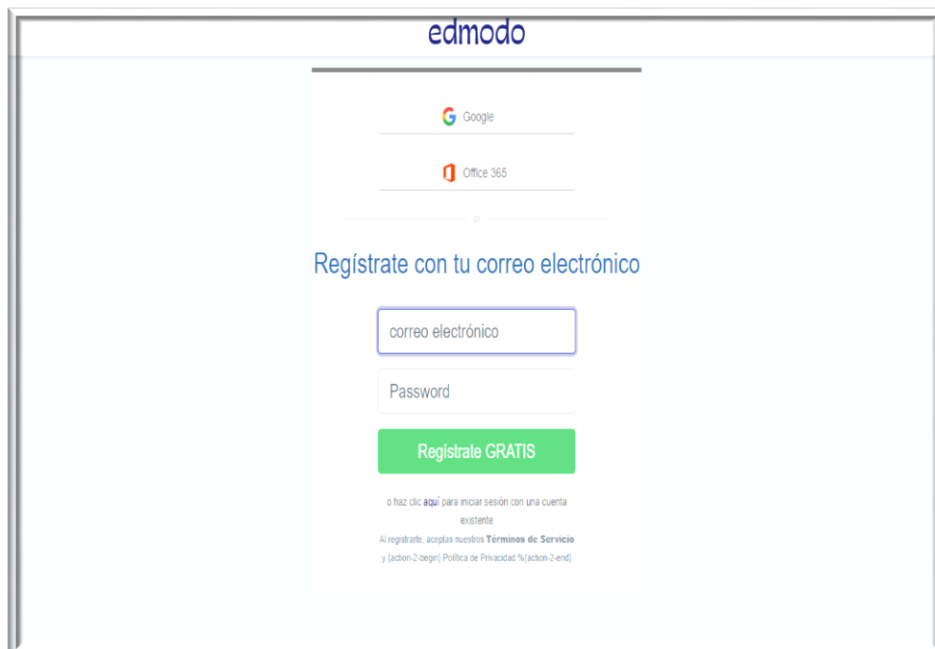 edmodo
Google
Office 365
or
Regístrate con tu correo electrónico
correo electrónico
Password
Regístrate GRATIS
o haz clic aquí para iniciar sesión con una cuenta
existente
Al registrarte, aceptas nuestros Términos de Servicio
y {action-2-begin} Política de Privacidad %{action-2-end}